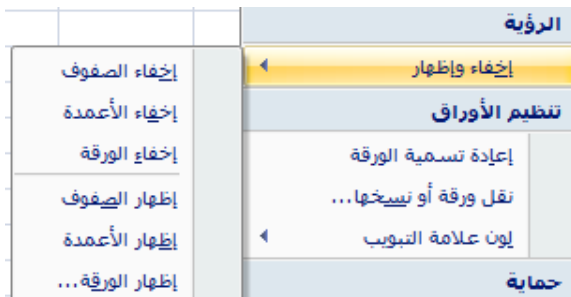 الرؤية
إخفاء وإظهار
تنظيم الأوراق
إعادة تسمية الورقة
نقل ورقة أو نسخها...
لون علامة التبويب
حماية
إخفاء الصفوف
إخفاء الأعمدة
إخفاء الورقة
إظهار الصفوف
إظهار الأعمدة
إظهار الورقة...